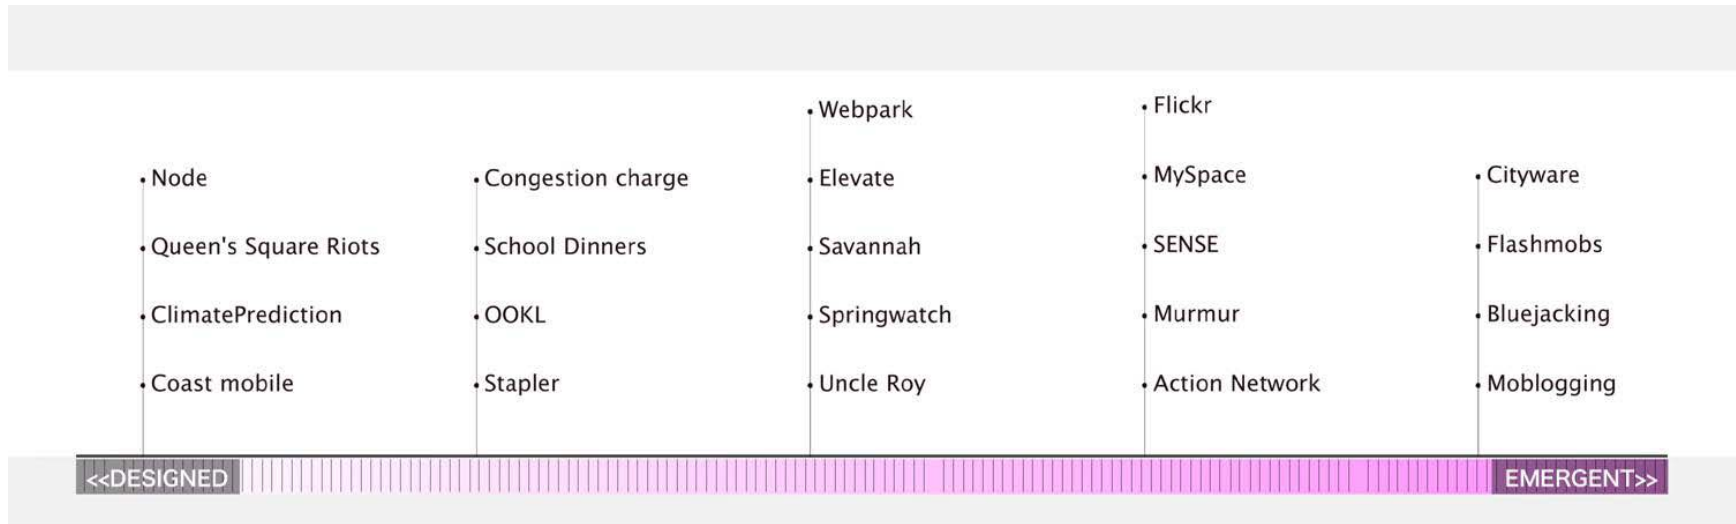 Node
Queen's Square Riots
ClimatePrediction
Coast mobile
Congestion charge
School Dinners
OOKL
Stapler
Webpark
Elevate
Savannah
Springwatch
Uncle Roy
Flickr
MySpace
SENSE
Murmur
Action Network
Cityware
Flashmobs
Bluejacking
Moblogging
<<DESIGNED
EMERGENT>>